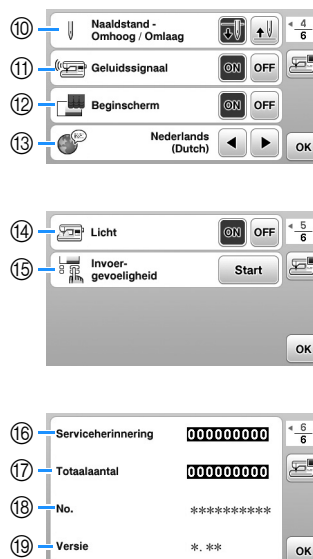 ⑩ Naaldstand -
Omhoog / Omlaag
4
6
⑪ Geluidssignaal ON OFF
⑫ Beginscherm ON OFF
⑬ Nederlands
(Dutch)
OK
⑭ Licht ON OFF
5
6
⑮ Invoer-
gevoeligheid Start
OK
⑯ Serviceherinnering 000000000
6
6
⑰ Totaalaantal 000000000
⑱ No. **********
⑲ Versie *.** OK